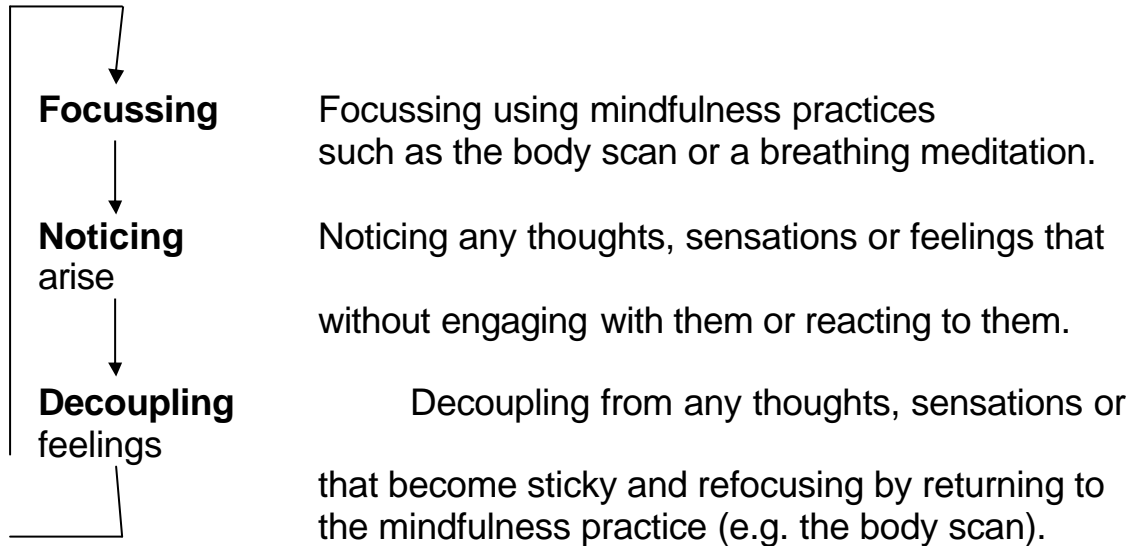 Focussing Focussing using mindfulness practices
such as the body scan or a breathing meditation.
Noticing Noticing any thoughts, sensations or feelings that
arise
without engaging with them or reacting to them.
Decoupling Decoupling from any thoughts, sensations or
feelings
that become sticky and refocusing by returning to
the mindfulness practice (e.g. the body scan).